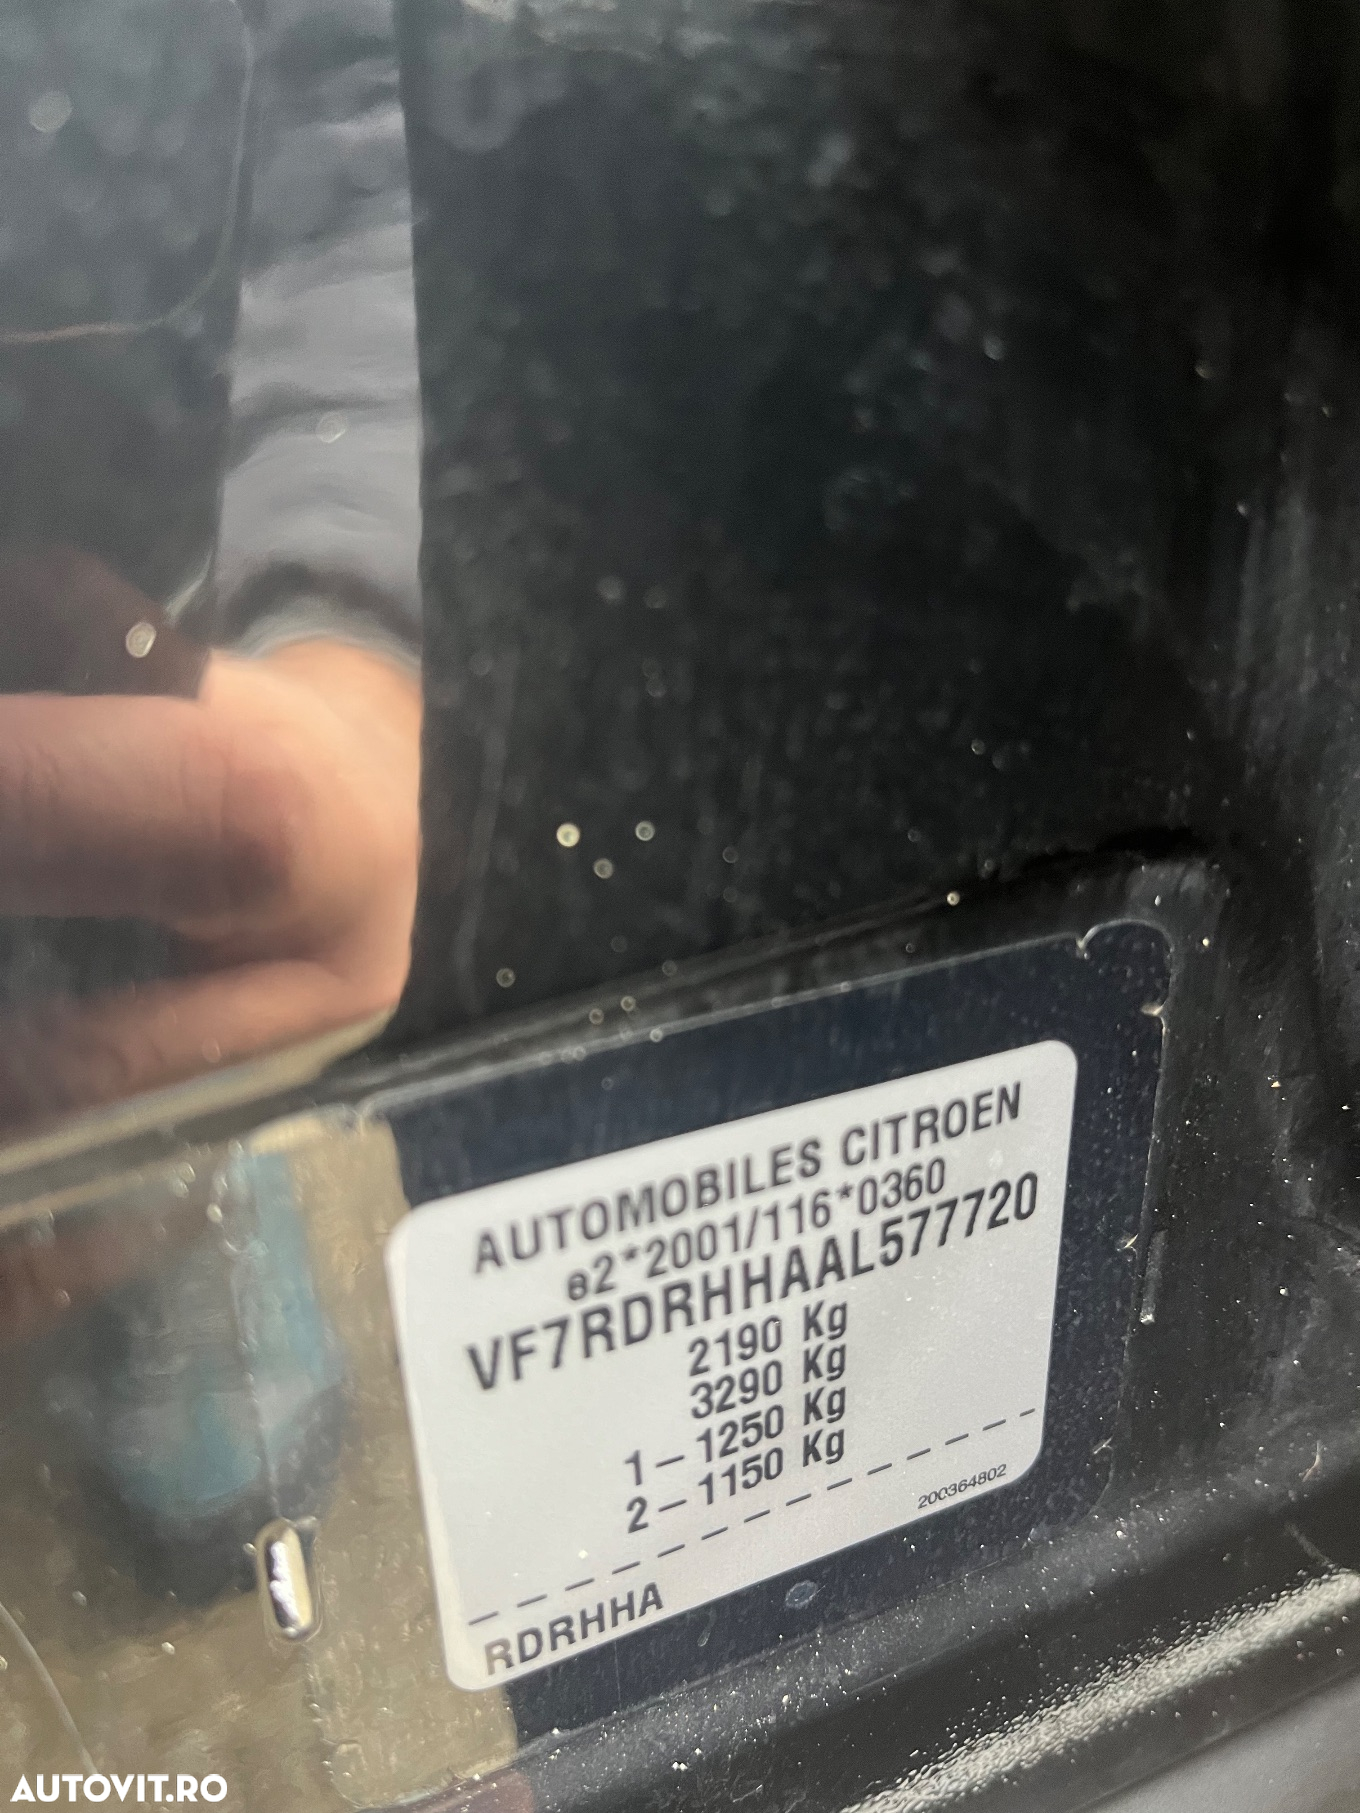 AUTOMOBILES CITROEN
e2*2001/116*0360
VF7RDRHHAAL577720
2190 Kg
3290 Kg
1-1250 Kg
2-1150 Kg
200364802
RDRHHA
AUTOVIT.RO